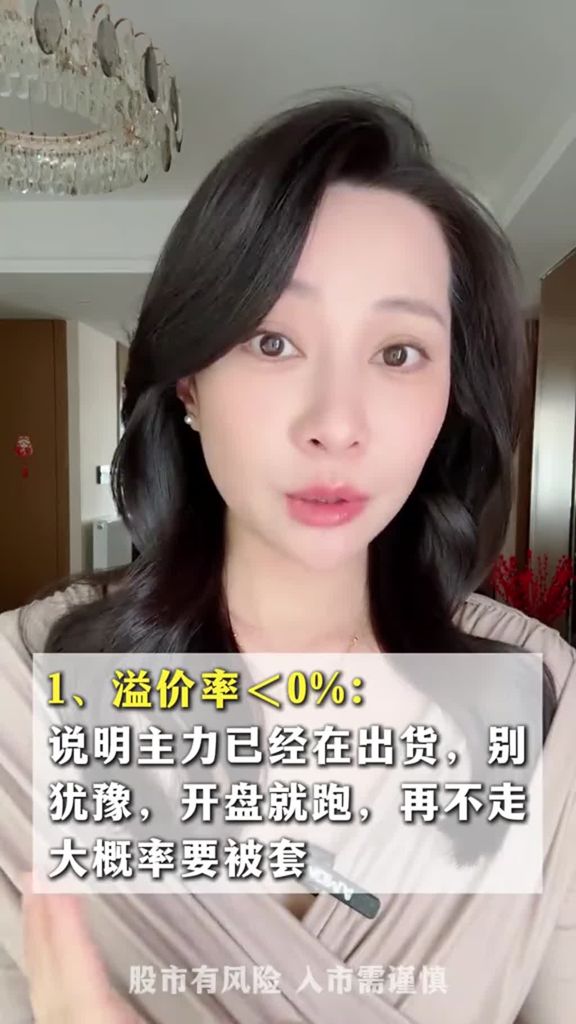 1、溢价率<0%:
说明主力已经在出货，别
犹豫，开盘就跑，再不走
大概率要被套
股市有风险 入市需谨慎